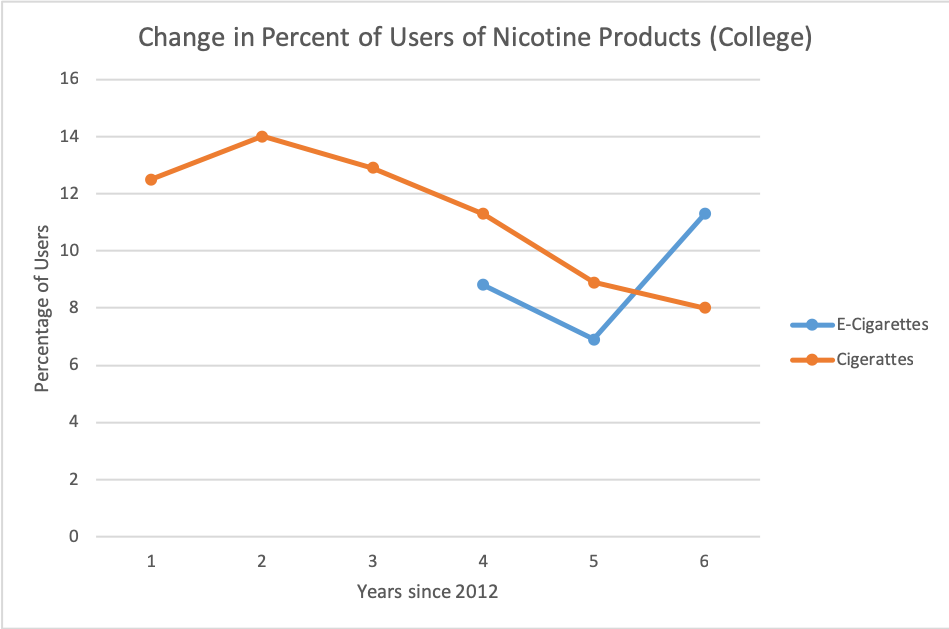 Change in Percent of Users of Nicotine Products (College)
16
14
12
10
8
6
4
2
0
Percentage of Users
1 2 3 4 5 6
Years since 2012
E-Cigarettes
Cigerattes